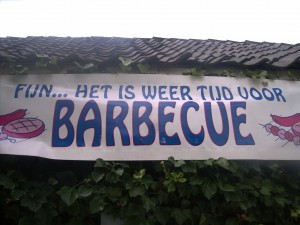 FIJN... HET IS WEER TIJD VOOR
BARBECUE